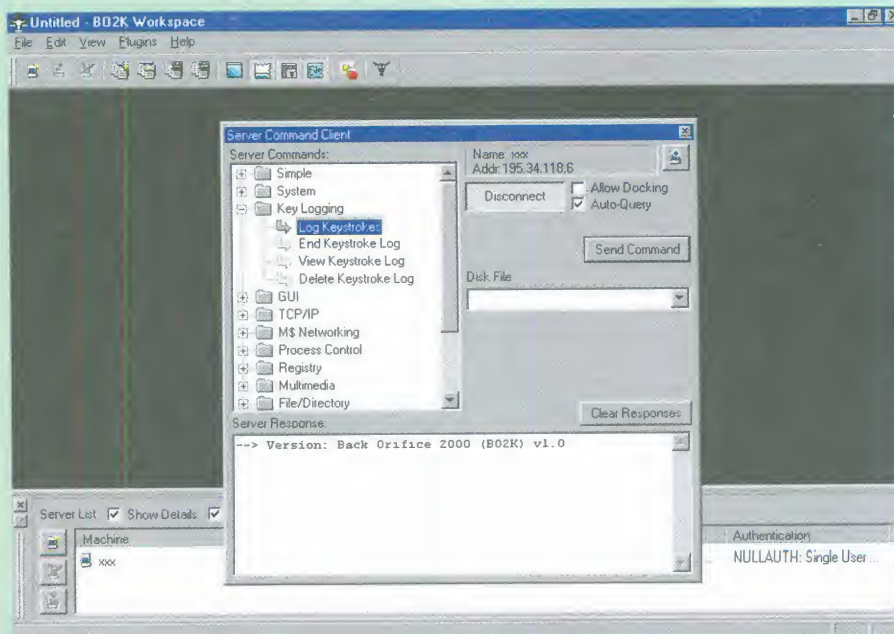 Untitled - BO2K Workspace
File Edit View Plugins Help
Server Command Client
Server Commands:
Simple
System
Key Logging
Log Keystrokes
End Keystroke Log
View Keystroke Log
Delete Keystroke Log
GUI
TCP/IP
M$ Networking
Process Control
Registry
Multimedia
File/Directory
Name: xxx
Addr: 195.34.118.6
Disconnect
Allow Docking
Auto-Query
Send Command
Disk File
Clear Responses
Server Response:
--> Version: Back Orifice 2000 (BO2K) v1.0
Server List Show Details
Machine
Authentication
xxx
NULLAUTH: Single User ...